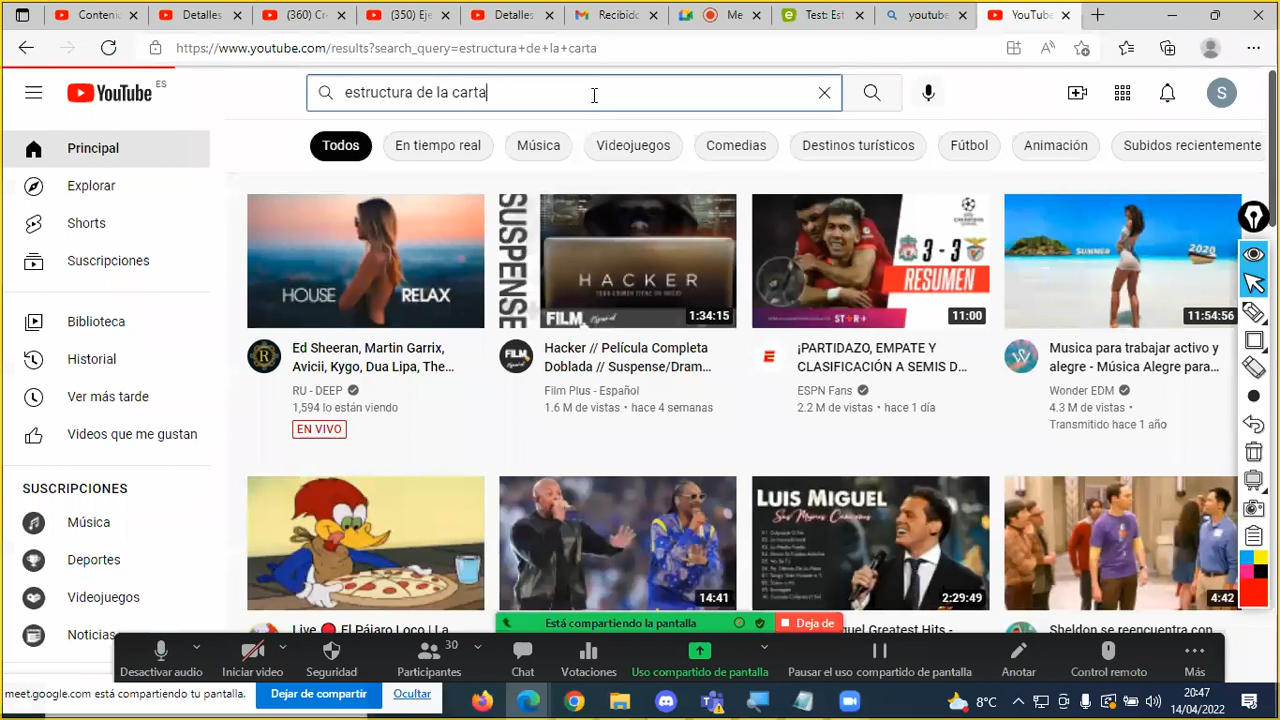 Contenic
Detalles
(360) Cr
(350) Eje
Detalles
Recibido
Me
Test: Est
youtube
YouTube
https://www.youtube.com/results?search_query=estructura+de+la+carta
YouTube ES
estructura de la carta
S
Todos
En tiempo real
Música
Videojuegos
Comedias
Destinos turísticos
Fútbol
Animación
Subidos recientemente
Principal
Explorar
Shorts
Suscripciones
Biblioteca
Historial
Ver más tarde
Videos que me gustan
SUSCRIPCIONES
Música
Deportes
Videojuegos
Noticias
HOUSE RELAX
Ed Sheeran, Martin Garrix,
Avicii, Kygo, Dua Lipa, The...
RU - DEEP
1,594 lo están viendo
EN VIVO
SUSPENSE
HACKER
FILM Español
1:34:15
Hacker // Película Completa
Doblada // Suspense/Dram...
Film Plus - Español
1.6 M de vistas • hace 4 semanas
CHAMPIONS
3 - 3
RESUMEN
STAR+
11:00
¡PARTIDAZO, EMPATE Y
CLASIFICACIÓN A SEMIS D...
ESPN Fans
2.2 M de vistas • hace 1 día
SUMMER 2020
11:54:56
Musica para trabajar activo y
alegre - Música Alegre para...
Wonder EDM
4.3 M de vistas •
Transmitido hace 1 año
14:41
LUIS MIGUEL
Sus Mejores Canciones
2:29:49
4:42
Live El Pájaro Loco | La
guel Greatest Hits -
Sheldon se reencuentra con
Está compartiendo la pantalla
Deja de
Desactivar audio
Iniciar video
Seguridad
30
Participantes
Chat
Votaciones
Uso compartido de pantalla
Pausar el uso compartido de pantalla
Anotar
Control remoto
Más
meet.google.com está compartiendo tu pantalla.
Dejar de compartir
Ocultar
8°C
20:47
14/04/2022